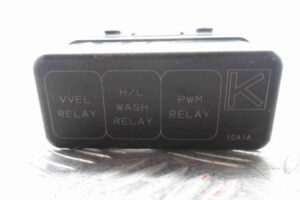 VVEL
RELAY
H/L
WASH
RELAY
PWM
RELAY
K
1CA1A